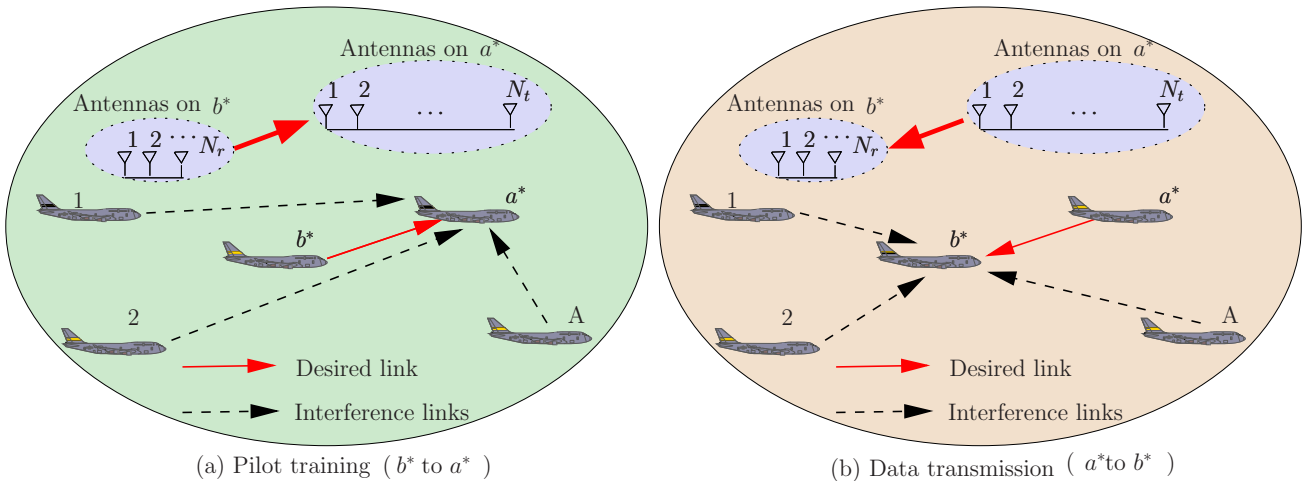 Antennas on a*
1 2 ... N_t
Antennas on b*
1 2 ... N_r
1
a*
b*
2
A
Desired link
Interference links
(a) Pilot training ( b* to a* )
Antennas on a*
1 2 ... N_t
Antennas on b*
1 2 ... N_r
1
a*
b*
2
A
Desired link
Interference links
(b) Data transmission ( a* to b* )